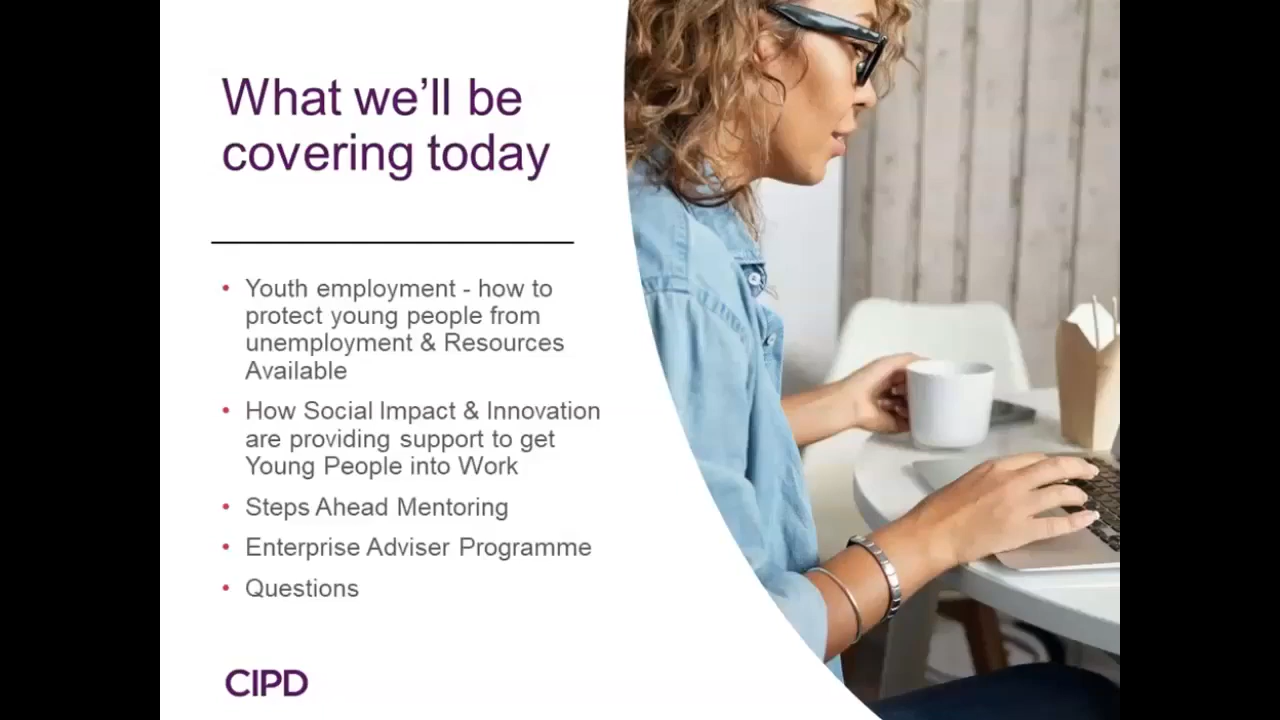 What we'll be
covering today
• Youth employment - how to
protect young people from
unemployment & Resources
Available
• How Social Impact & Innovation
are providing support to get
Young People into Work
• Steps Ahead Mentoring
• Enterprise Adviser Programme
• Questions
CIPD